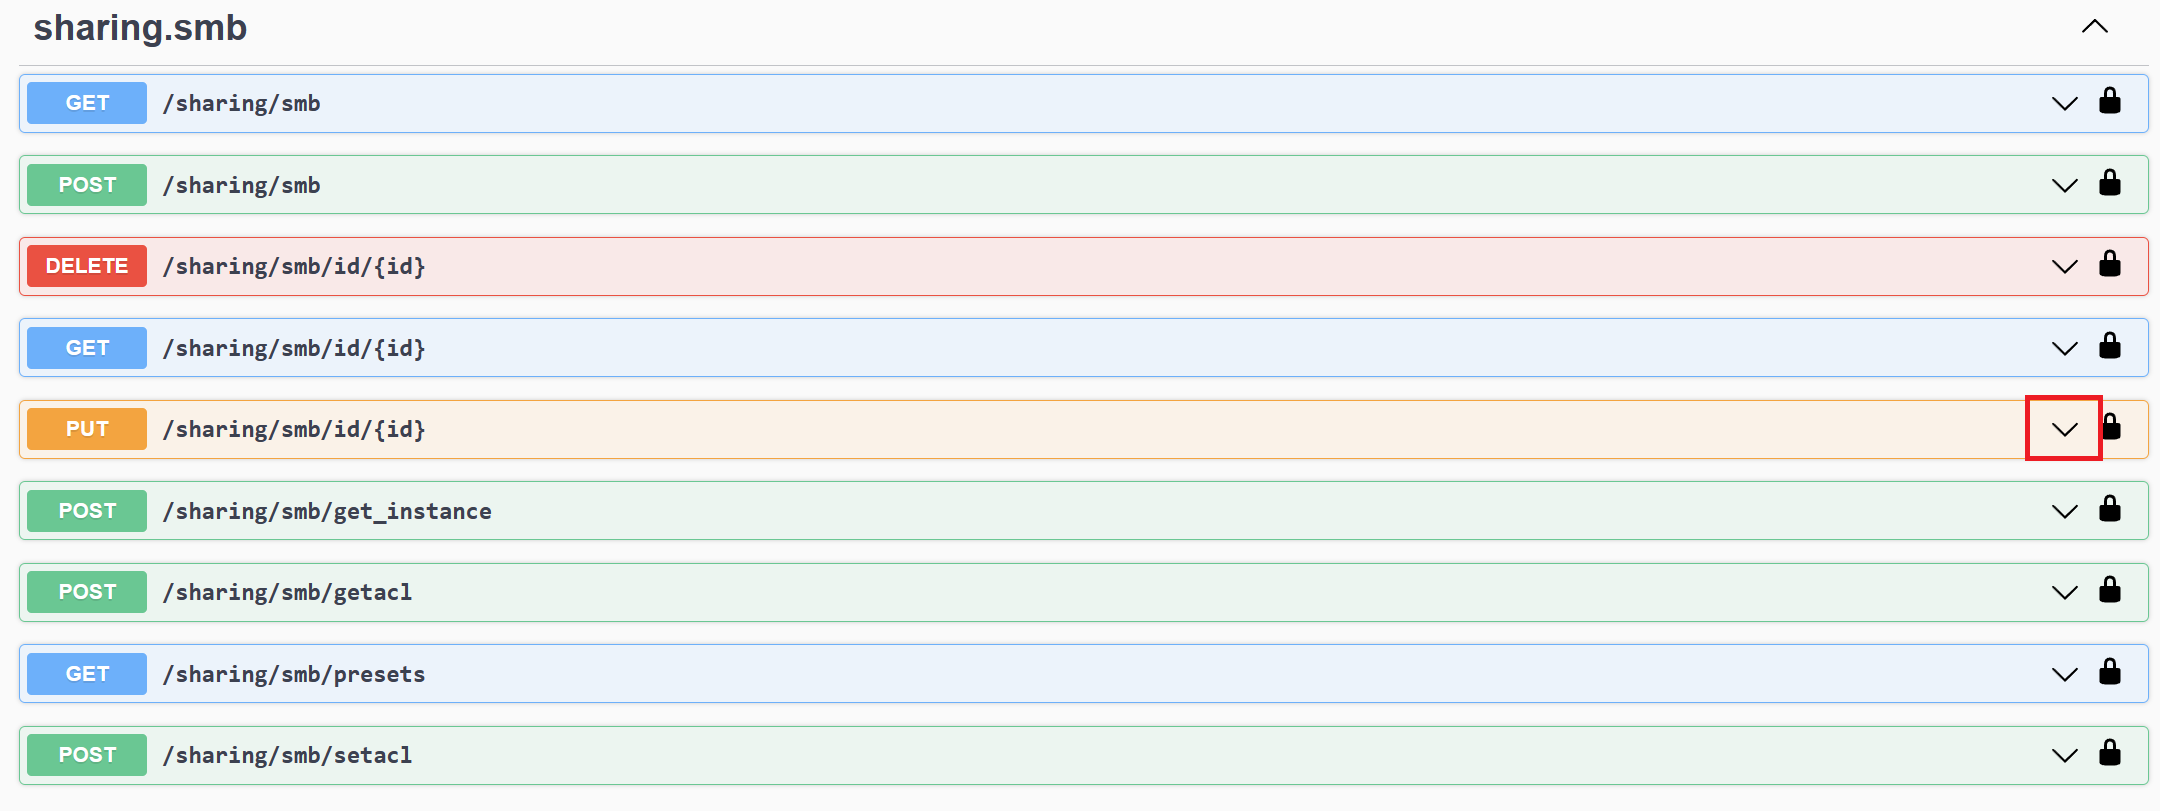 sharing.smb
GET /sharing/smb
POST /sharing/smb
DELETE /sharing/smb/id/{id}
GET /sharing/smb/id/{id}
PUT /sharing/smb/id/{id}
POST /sharing/smb/get_instance
POST /sharing/smb/getacl
GET /sharing/smb/presets
POST /sharing/smb/setacl